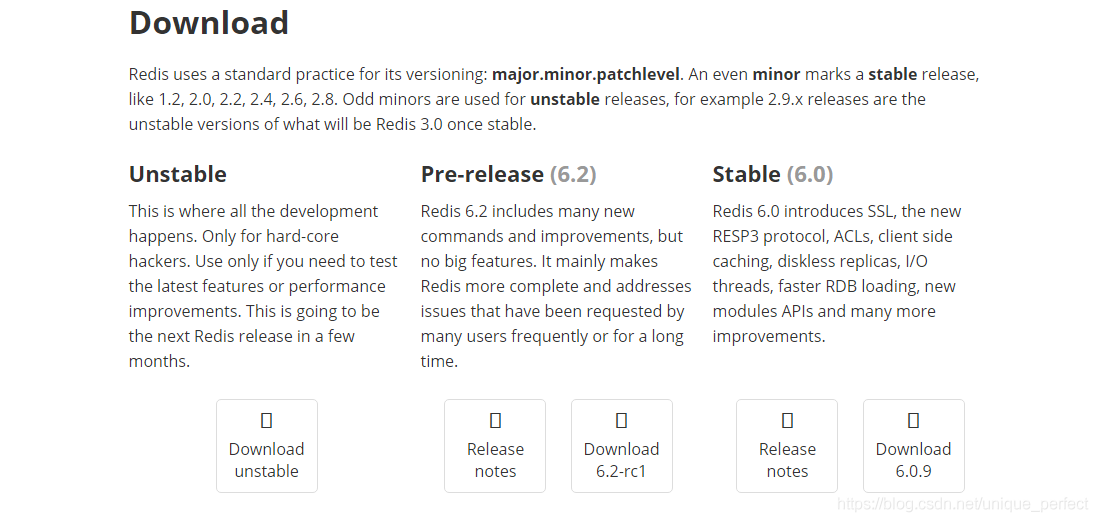 Download
Redis uses a standard practice for its versioning: major.minor.patchlevel. An even minor marks a stable release,
like 1.2, 2.0, 2.2, 2.4, 2.6, 2.8. Odd minors are used for unstable releases, for example 2.9.x releases are the
unstable versions of what will be Redis 3.0 once stable.
Unstable
This is where all the development
happens. Only for hard-core
hackers. Use only if you need to test
the latest features or performance
improvements. This is going to be
the next Redis release in a few
months.
Download
unstable
Pre-release (6.2)
Redis 6.2 includes many new
commands and improvements, but
no big features. It mainly makes
Redis more complete and addresses
issues that have been requested by
many users frequently or for a long
time.
Release
notes
Download
6.2-rc1
Stable (6.0)
Redis 6.0 introduces SSL, the new
RESP3 protocol, ACLs, client side
caching, diskless replicas, I/O
threads, faster RDB loading, new
modules APIs and many more
improvements.
Release
notes
Download
6.0.9
https://blog.csdn.net/unique_perfect